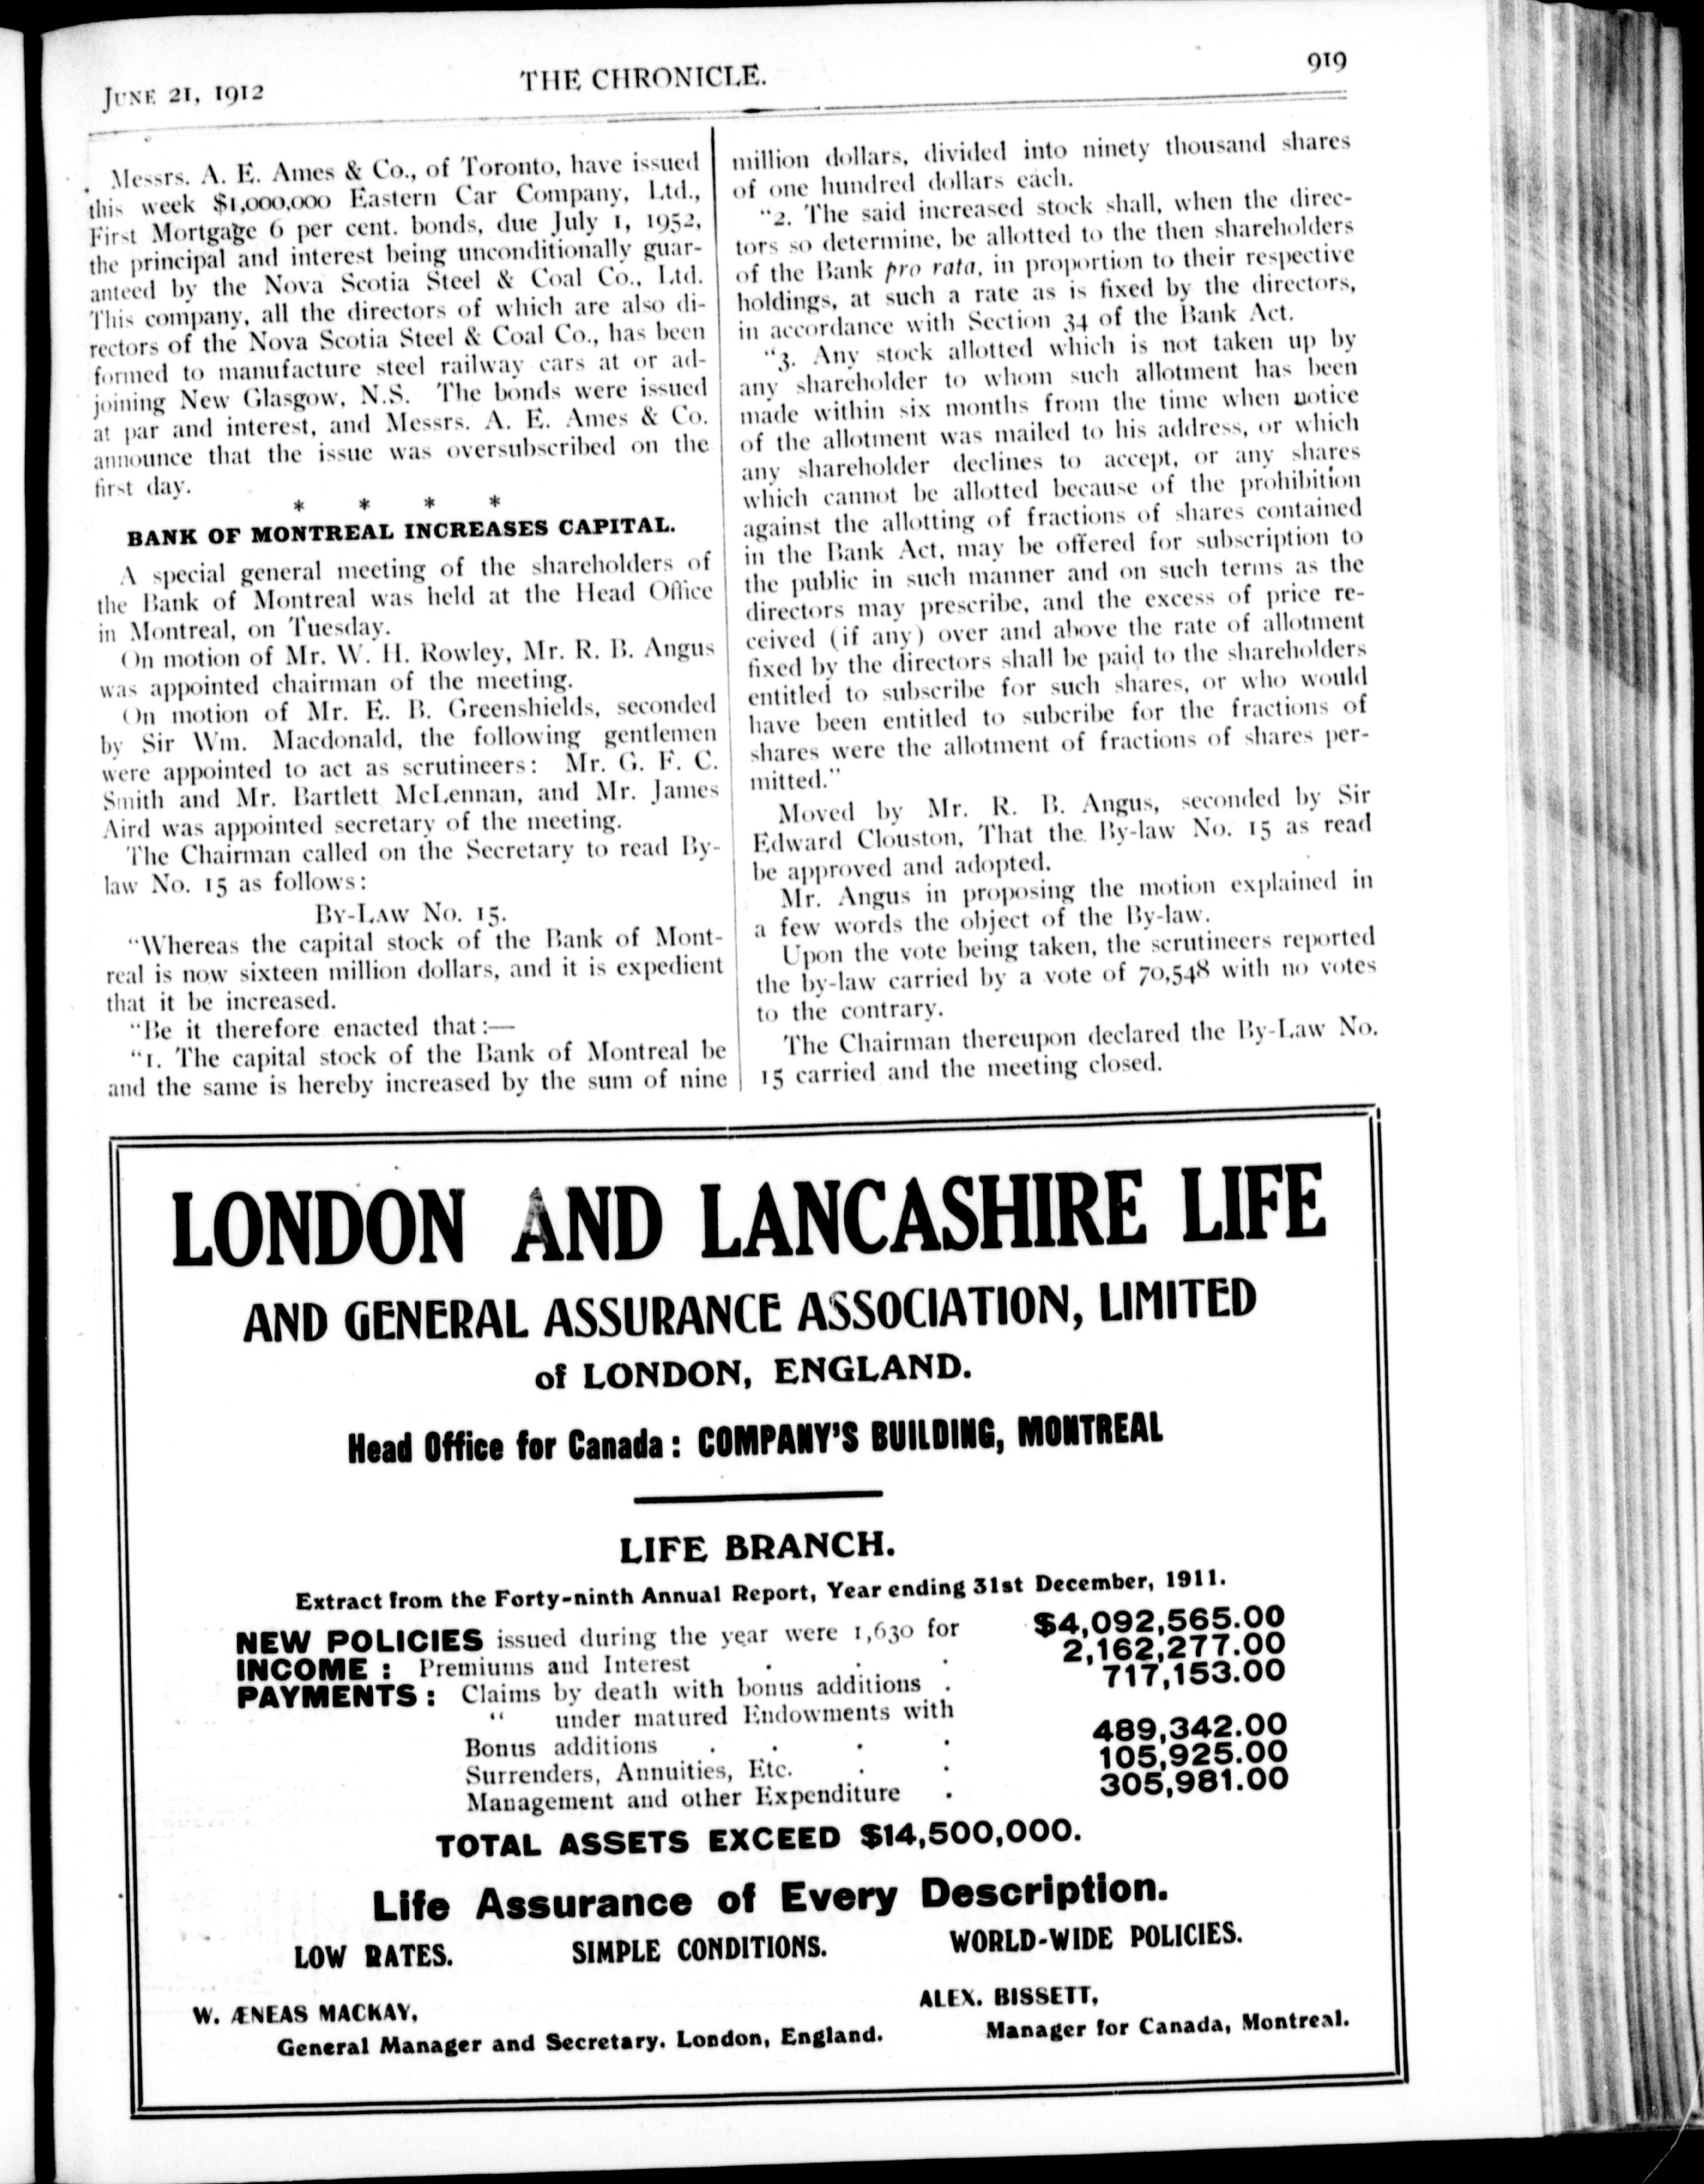 JUNE 21, 1912
THE CHRONICLE.
919
Messrs. A. E. Ames & Co., of Toronto, have issued
this week $1,000,000 Eastern Car Company, Ltd.,
First Mortgage 6 per cent. bonds, due July 1, 1952,
the principal and interest being unconditionally guar-
anteed by the Nova Scotia Steel & Coal Co., Ltd.
This company, all the directors of which are also di-
rectors of the Nova Scotia Steel & Coal Co., has been
formed to manufacture steel railway cars at or ad-
joining New Glasgow, N.S. The bonds were issued
at par and interest, and Messrs. A. E. Ames & Co.
announce that the issue was oversubscribed on the
first day.
* * * *
BANK OF MONTREAL INCREASES CAPITAL.
A special general meeting of the shareholders of
the Bank of Montreal was held at the Head Office
in Montreal, on Tuesday.
On motion of Mr. W. H. Rowley, Mr. R. B. Angus
was appointed chairman of the meeting.
On motion of Mr. E. B. Greenshields, seconded
by Sir Wm. Macdonald, the following gentlemen
were appointed to act as scrutineers: Mr. G. F. C.
Smith and Mr. Bartlett McLennan, and Mr. James
Aird was appointed secretary of the meeting.
The Chairman called on the Secretary to read By-
law No. 15 as follows:
BY-LAW NO. 15.
"Whereas the capital stock of the Bank of Mont-
real is now sixteen million dollars, and it is expedient
that it be increased.
"Be it therefore enacted that:—
"1. The capital stock of the Bank of Montreal be
and the same is hereby increased by the sum of nine
million dollars, divided into ninety thousand shares
of one hundred dollars each.
"2. The said increased stock shall, when the direc-
tors so determine, be allotted to the then shareholders
of the Bank pro rata, in proportion to their respective
holdings, at such a rate as is fixed by the directors,
in accordance with Section 34 of the Bank Act.
"3. Any stock allotted which is not taken up by
any shareholder to whom such allotment has been
made within six months from the time when notice
of the allotment was mailed to his address, or which
any shareholder declines to accept, or any shares
which cannot be allotted because of the prohibition
against the allotting of fractions of shares contained
in the Bank Act, may be offered for subscription to
the public in such manner and on such terms as the
directors may prescribe, and the excess of price re-
ceived (if any) over and above the rate of allotment
fixed by the directors shall be paid to the shareholders
entitled to subscribe for such shares, or who would
have been entitled to subcribe for the fractions of
shares were the allotment of fractions of shares per-
mitted."
Moved by Mr. R. B. Angus, seconded by Sir
Edward Clouston, That the By-law No. 15 as read
be approved and adopted.
Mr. Angus in proposing the motion explained in
a few words the object of the By-law.
Upon the vote being taken, the scrutineers reported
the by-law carried by a vote of 70,548 with no votes
to the contrary.
The Chairman thereupon declared the By-Law No.
15 carried and the meeting closed.
LONDON AND LANCASHIRE LIFE
AND GENERAL ASSURANCE ASSOCIATION, LIMITED
of LONDON, ENGLAND.
Head Office for Canada: COMPANY'S BUILDING, MONTREAL
LIFE BRANCH.
Extract from the Forty-ninth Annual Report, Year ending 31st December, 1911.
NEW POLICIES issued during the year were 1,630 for $4,092,565.00
INCOME: Premiums and Interest . . . 2,162,277.00
PAYMENTS: Claims by death with bonus additions . 717,153.00
" under matured Endowments with
Bonus additions . . . . 489,342.00
Surrenders, Annuities, Etc. . . 105,925.00
Management and other Expenditure . 305,981.00
TOTAL ASSETS EXCEED $14,500,000.
Life Assurance of Every Description.
LOW RATES. SIMPLE CONDITIONS. WORLD-WIDE POLICIES.
W. ÆNEAS MACKAY,
General Manager and Secretary. London, England.
ALEX. BISSETT,
Manager for Canada, Montreal.